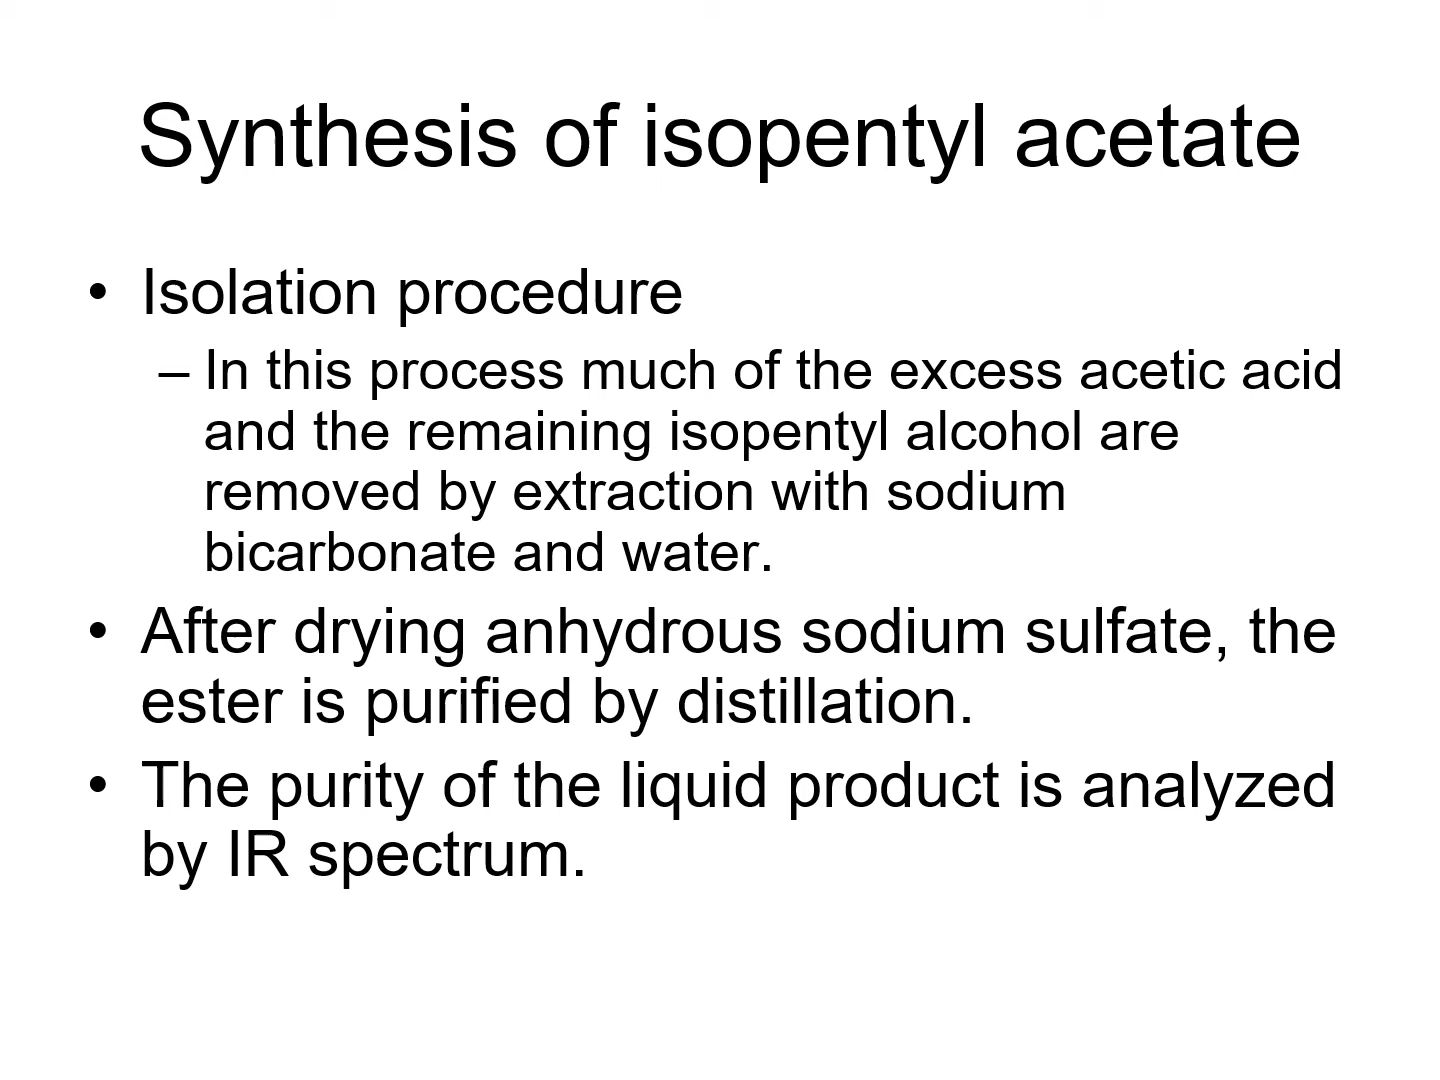 Synthesis of isopentyl acetate
• Isolation procedure
– In this process much of the excess acetic acid
and the remaining isopentyl alcohol are
removed by extraction with sodium
bicarbonate and water.
• After drying anhydrous sodium sulfate, the
ester is purified by distillation.
• The purity of the liquid product is analyzed
by IR spectrum.